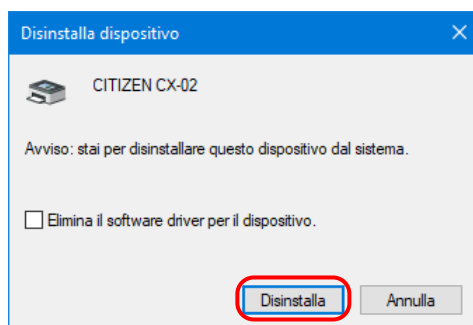 Disinstalla dispositivo
CITIZEN CX-02
Avviso: stai per disinstallare questo dispositivo dal sistema.
Elimina il software driver per il dispositivo.
Disinstalla
Annulla